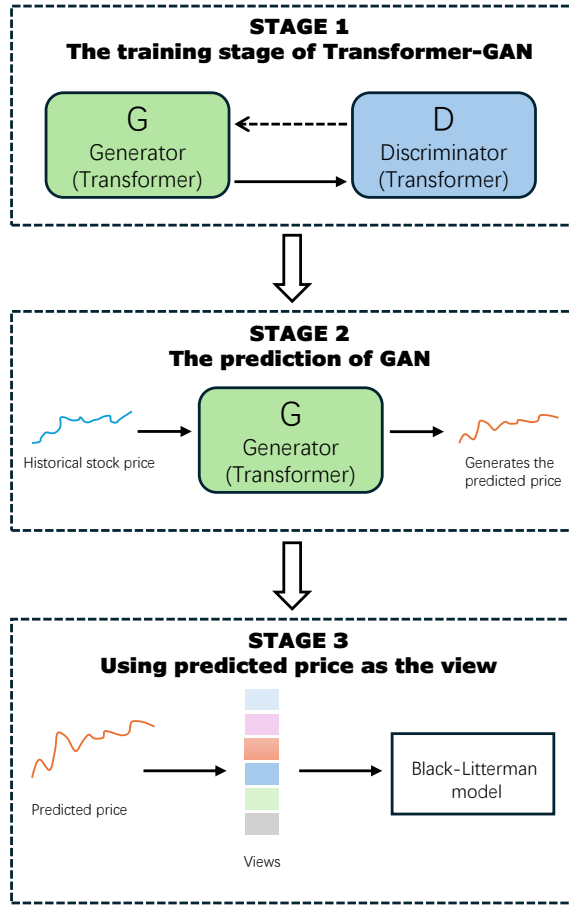 STAGE 1
The training stage of Transformer-GAN
G
Generator
(Transformer)
D
Discriminator
(Transformer)
STAGE 2
The prediction of GAN
Historical stock price
G
Generator
(Transformer)
Generates the
predicted price
STAGE 3
Using predicted price as the view
Predicted price
Views
Black-Litterman
model